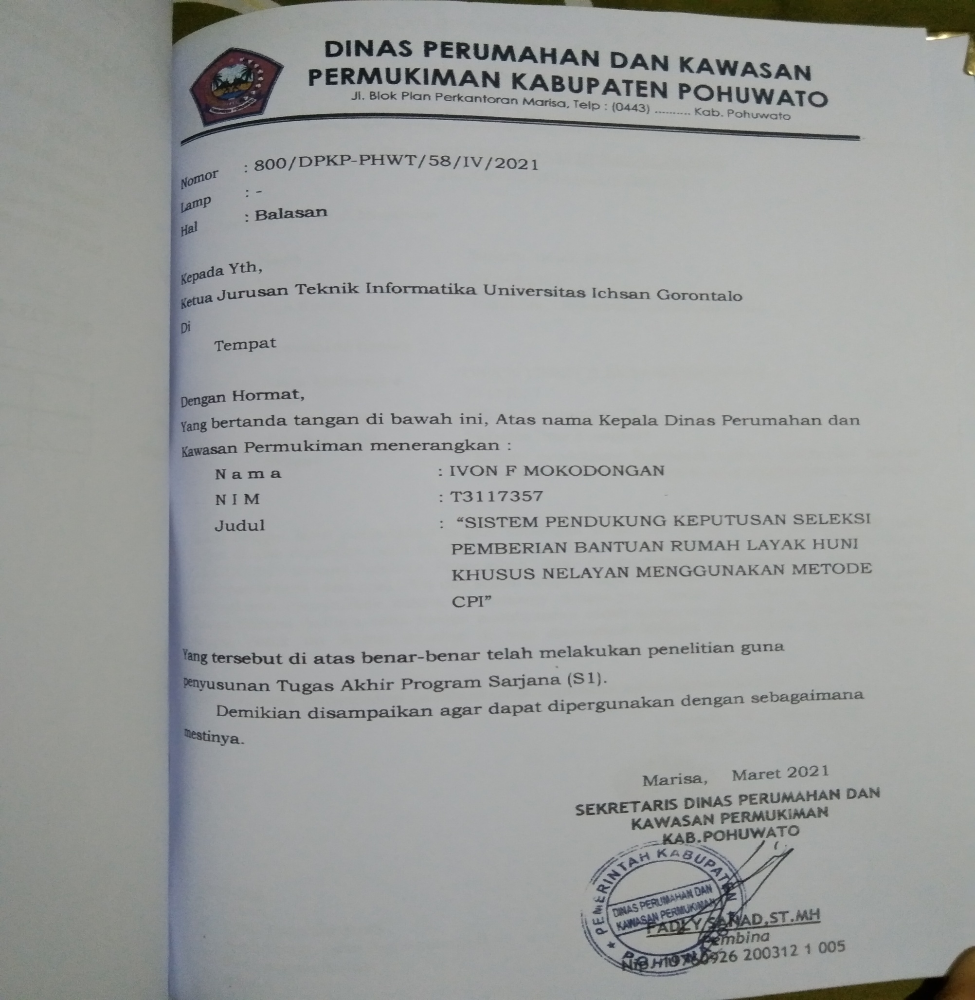 DINAS PERUMAHAN DAN KAWASAN
PERMUKIMAN KABUPATEN POHUWATO
Jl. Blok Plan Perkantoran Marisa, Telp : (0443) .......... Kab. Pohuwato
Nomor : 800/DPKP-PHWT/58/IV/2021
Lamp : -
Hal : Balasan
Kepada Yth,
Ketua Jurusan Teknik Informatika Universitas Ichsan Gorontalo
Di
Tempat
Dengan Hormat,
Yang bertanda tangan di bawah ini, Atas nama Kepala Dinas Perumahan dan
Kawasan Permukiman menerangkan :
N a m a : IVON F MOKODONGAN
N I M : T3117357
Judul : “SISTEM PENDUKUNG KEPUTUSAN SELEKSI
PEMBERIAN BANTUAN RUMAH LAYAK HUNI
KHUSUS NELAYAN MENGGUNAKAN METODE
CPI”
Yang tersebut di atas benar-benar telah melakukan penelitian guna
penyusunan Tugas Akhir Program Sarjana (S1).
Demikian disampaikan agar dapat dipergunakan dengan sebagaimana
mestinya.
Marisa, Maret 2021
SEKRETARIS DINAS PERUMAHAN DAN
KAWASAN PERMUKIMAN
KAB.POHUWATO
PEMERINTAH KABUPATEN
DINAS PERUMAHAN DAN
KAWASAN PERMUKIMAN
FADLY SANAD,ST.MH
Pembina
Nip. 19760926 200312 1 005